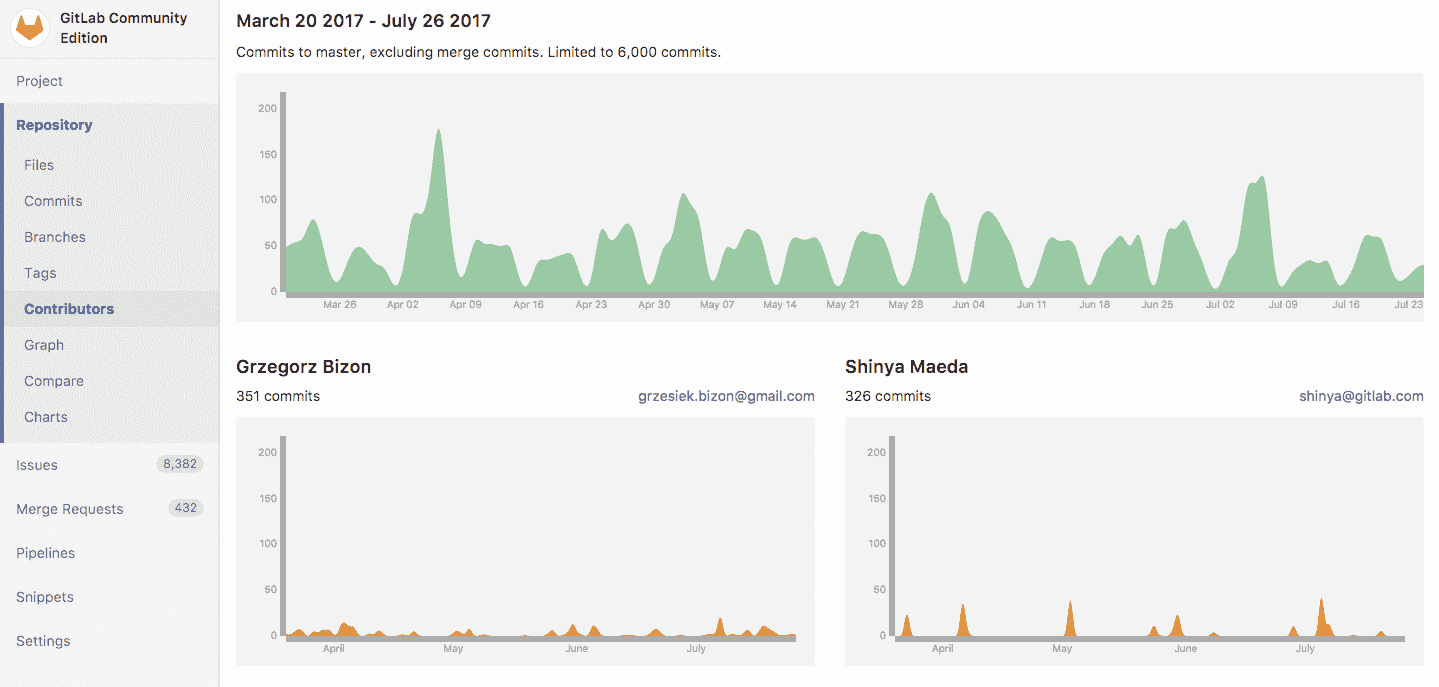 GitLab Community
Edition
Project
Repository
Files
Commits
Branches
Tags
Contributors
Graph
Compare
Charts
Issues 8,382
Merge Requests 432
Pipelines
Snippets
Settings
March 20 2017 - July 26 2017
Commits to master, excluding merge commits. Limited to 6,000 commits.
200
150
100
50
0
Mar 26 Apr 02 Apr 09 Apr 16 Apr 23 Apr 30 May 07 May 14 May 21 May 28 Jun 04 Jun 11 Jun 18 Jun 25 Jul 02 Jul 09 Jul 16 Jul 23
Grzegorz Bizon
351 commits grzesiek.bizon@gmail.com
200
150
100
50
0
April May June July
Shinya Maeda
326 commits shinya@gitlab.com
200
150
100
50
0
April May June July